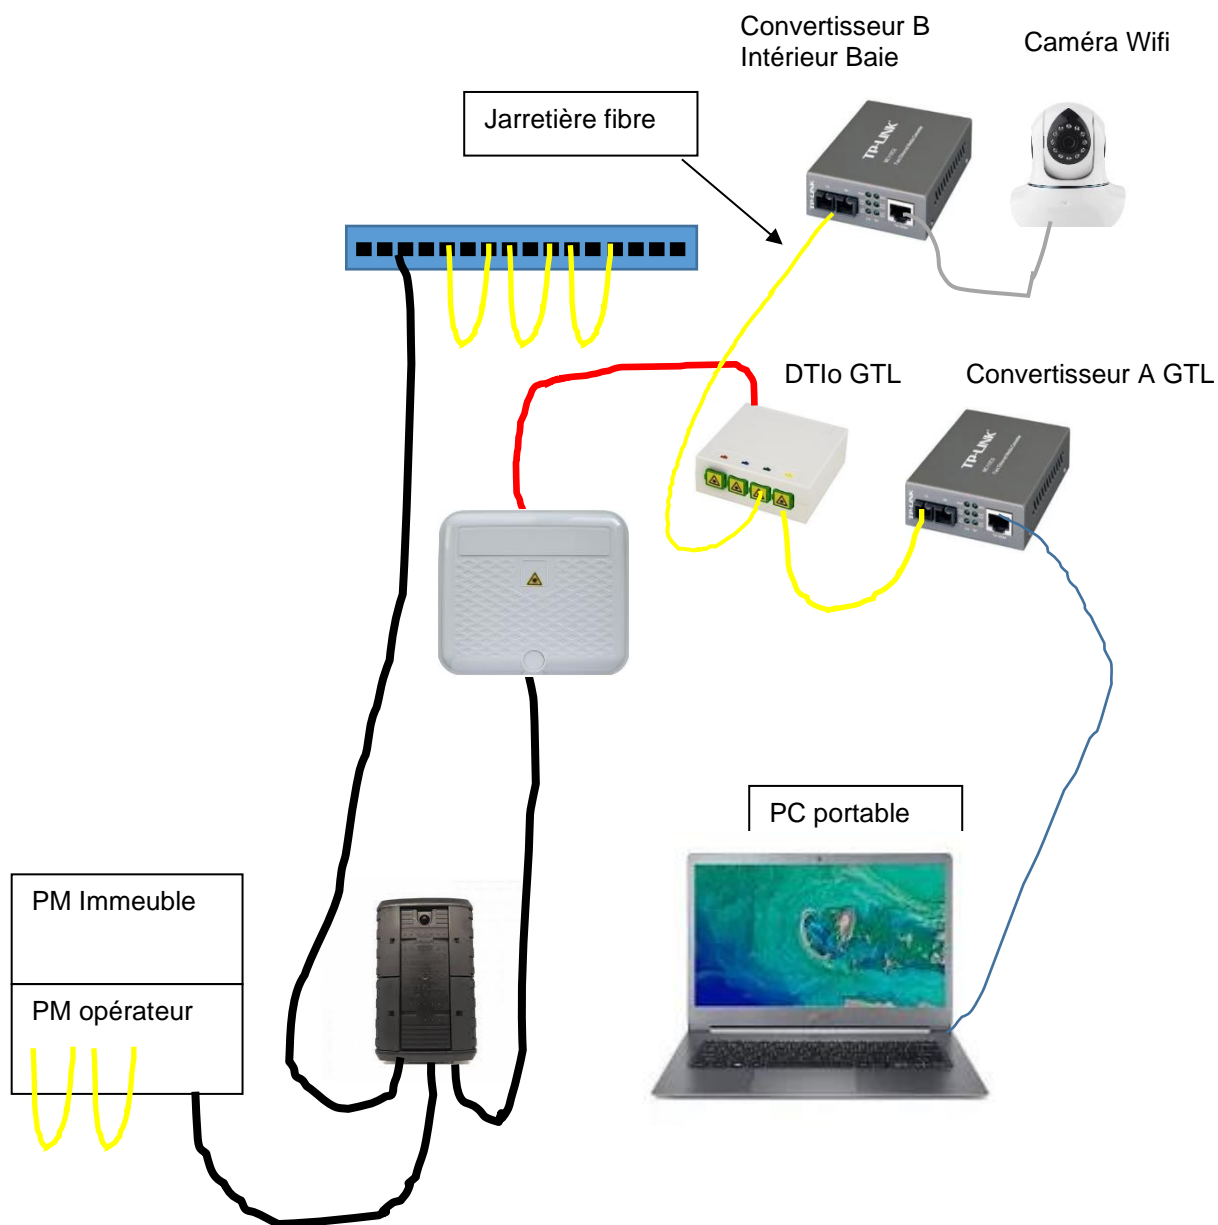 Convertisseur B
Intérieur Baie
Caméra Wifi
Jarretière fibre
TP-LINK
DTIo GTL
Convertisseur A GTL
TP-LINK
PC portable
PM Immeuble
PM opérateur